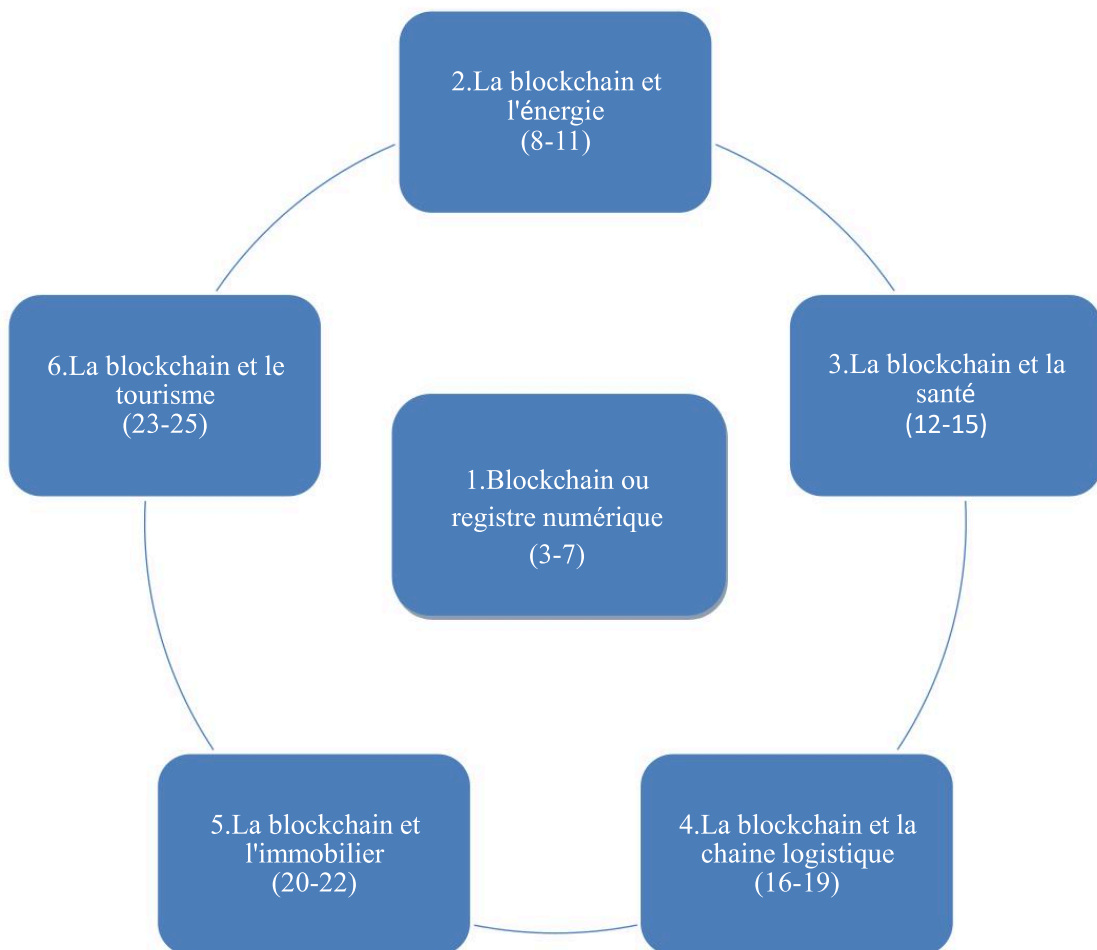 2.La blockchain et
l'énergie
(8-11)
6.La blockchain et le
tourisme
(23-25)
3.La blockchain et la
santé
(12-15)
1.Blockchain ou
registre numérique
(3-7)
5.La blockchain et
l'immobilier
(20-22)
4.La blockchain et la
chaine logistique
(16-19)